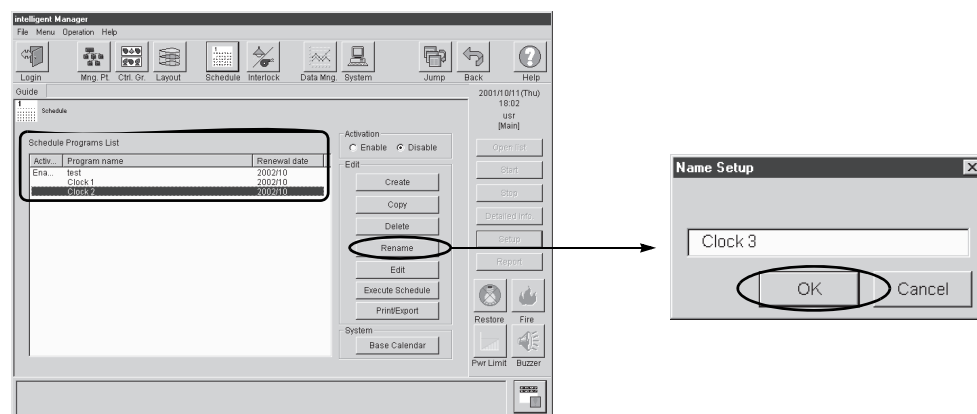 intelligent Manager
File Menu Operation Help
Login Mng. Pt. Ctrl. Gr. Layout Schedule Interlock Data Mng. System Jump Back Help
Guide
2001/10/11(Thu)
18:02
usr
[Main]
1
Schedule
Schedule Programs List
Activ... Program name Renewal date
Ena... test 2002/10
Clock 1 2002/10
Clock 2 2002/10
Activation
Enable Disable
Edit
Create
Copy
Delete
Rename
Edit
Execute Schedule
Print/Export
System
Base Calendar
Open list
Start
Stop
Detailed Info.
Setup
Report
Restore Fire
Pwr Limit Buzzer
Name Setup
Clock 3
OK Cancel